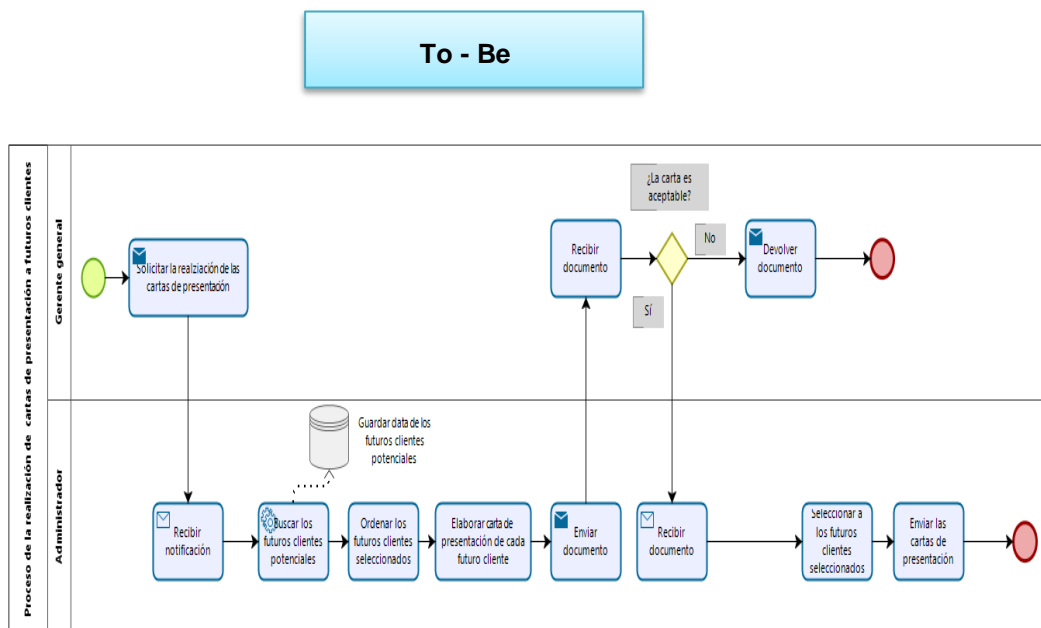 To - Be
Proceso de la realización de cartas de presentación a futuros clientes
Gerente general
Solicitar la realziación de las
cartas de presentación
Recibir
documento
¿La carta es
aceptable?
No
Sí
Devolver
documento
Administrador
Guardar data de los
futuros clientes
potenciales
Recibir
notificación
Buscar los
futuros clientes
potenciales
Ordenar los
futuros clientes
seleccionados
Elaborar carta de
presentación de cada
futuro cliente
Enviar
documento
Recibir
documento
Seleccionar a
los futuros
clientes
seleccionados
Enviar las
cartas de
presentación